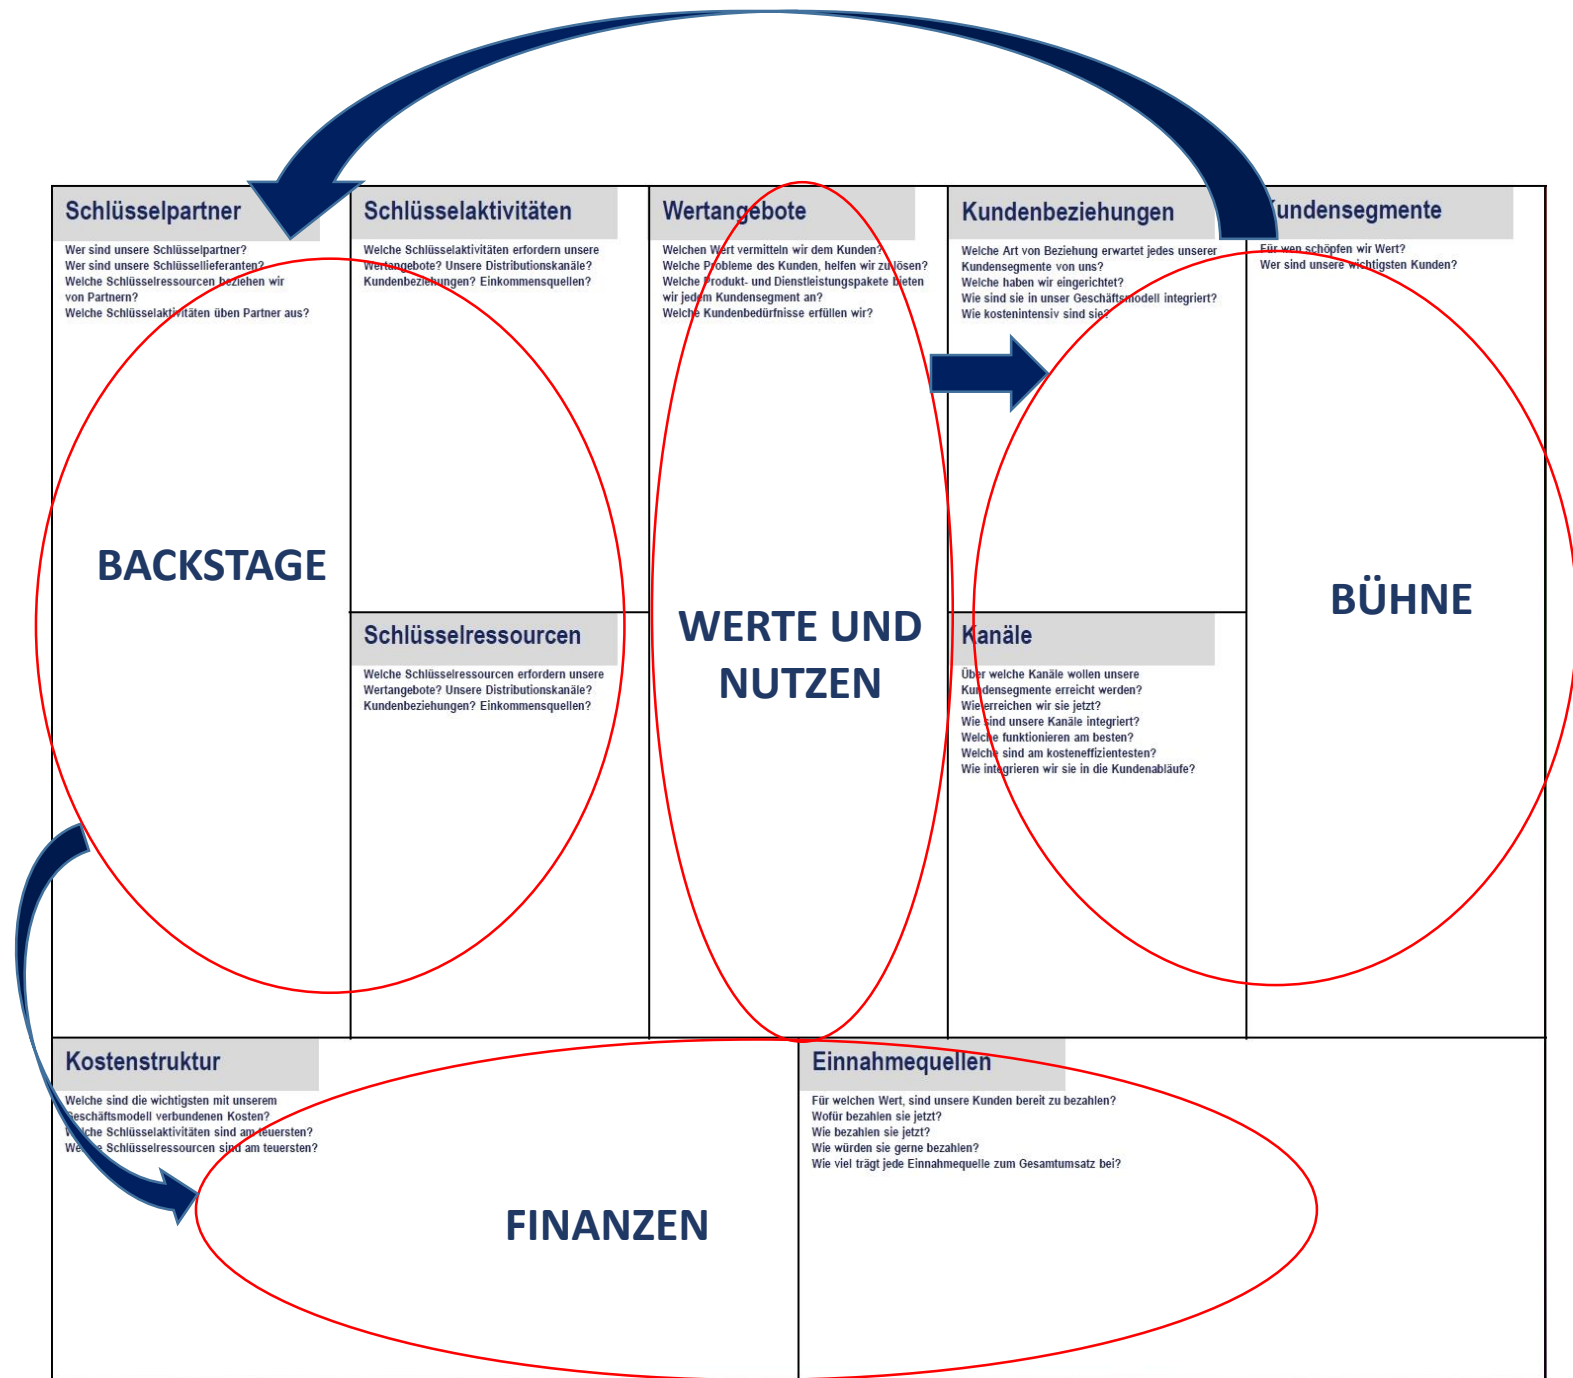 Schlüsselpartner
Wer sind unsere Schlüsselpartner?
Wer sind unsere Schlüssellieferanten?
Welche Schlüsselressourcen beziehen wir
von Partnern?
Welche Schlüsselaktivitäten üben Partner aus?
BACKSTAGE
Schlüsselaktivitäten
Welche Schlüsselaktivitäten erfordern unsere
Wertangebote? Unsere Distributionskanäle?
Kundenbeziehungen? Einkommensquellen?
Schlüsselressourcen
Welche Schlüsselressourcen erfordern unsere
Wertangebote? Unsere Distributionskanäle?
Kundenbeziehungen? Einkommensquellen?
Wertangebote
Welchen Wert vermitteln wir dem Kunden?
Welche Probleme des Kunden, helfen wir zu lösen?
Welche Produkt- und Dienstleistungspakete bieten
wir jedem Kundensegment an?
Welche Kundenbedürfnisse erfüllen wir?
WERTE UND
NUTZEN
Kundenbeziehungen
Welche Art von Beziehung erwartet jedes unserer
Kundensegmente von uns?
Welche haben wir eingerichtet?
Wie sind sie in unser Geschäftsmodell integriert?
Wie kostenintensiv sind sie?
Kanäle
Über welche Kanäle wollen unsere
Kundensegmente erreicht werden?
Wie erreichen wir sie jetzt?
Wie sind unsere Kanäle integriert?
Welche funktionieren am besten?
Welche sind am kosteneffizientesten?
Wie integrieren wir sie in die Kundenabläufe?
Kundensegmente
Für wen schöpfen wir Wert?
Wer sind unsere wichtigsten Kunden?
BÜHNE
Kostenstruktur
Welche sind die wichtigsten mit unserem
Geschäftsmodell verbundenen Kosten?
Welche Schlüsselaktivitäten sind am teuersten?
Welche Schlüsselressourcen sind am teuersten?
FINANZEN
Einnahmequellen
Für welchen Wert, sind unsere Kunden bereit zu bezahlen?
Wofür bezahlen sie jetzt?
Wie bezahlen sie jetzt?
Wie würden sie gerne bezahlen?
Wie viel trägt jede Einnahmequelle zum Gesamtumsatz bei?